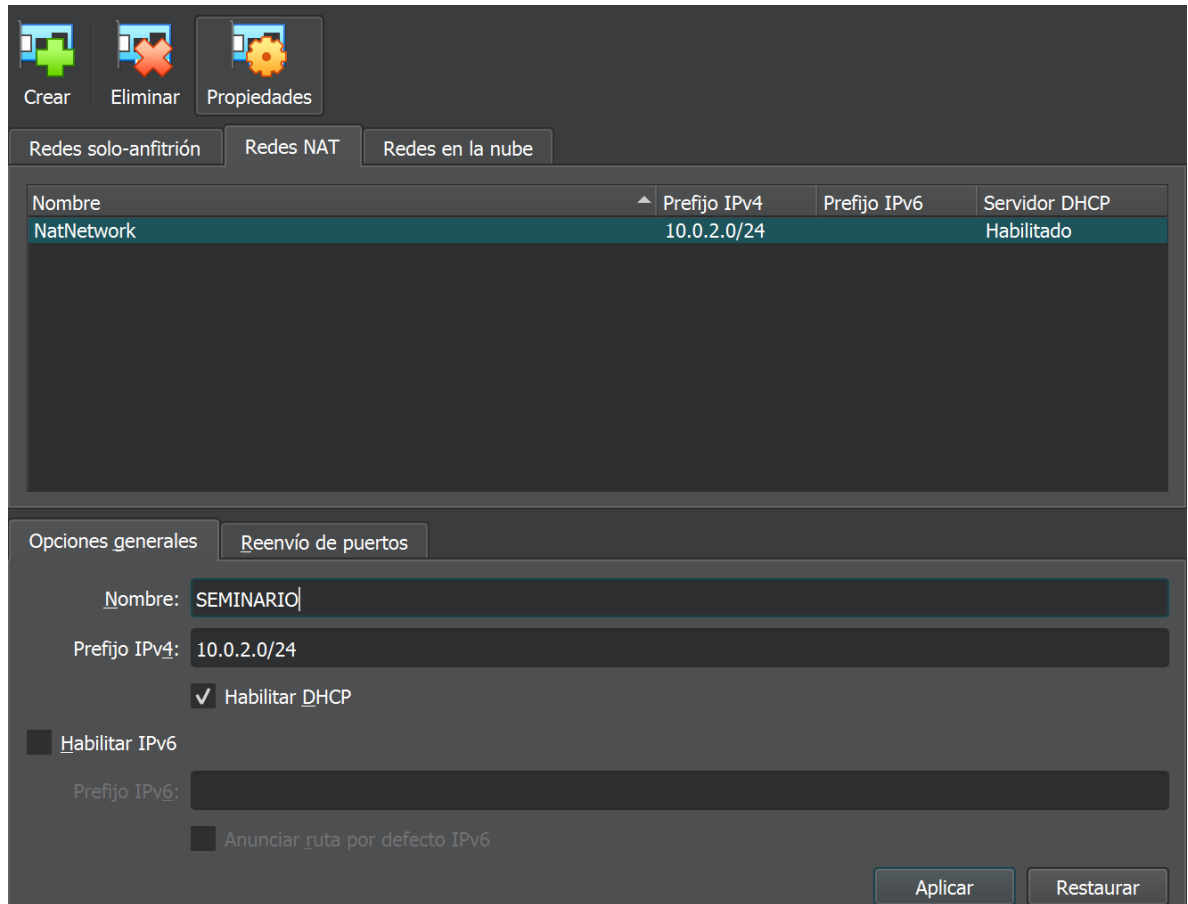 Crear Eliminar Propiedades
Redes solo-anfitrión Redes NAT Redes en la nube
Nombre Prefijo IPv4 Prefijo IPv6 Servidor DHCP
NatNetwork 10.0.2.0/24 Habilitado
Opciones generales Reenvío de puertos
Nombre: SEMINARIO
Prefijo IPv4: 10.0.2.0/24
Habilitar DHCP
Habilitar IPv6
Prefijo IPv6:
Anunciar ruta por defecto IPv6
Aplicar Restaurar